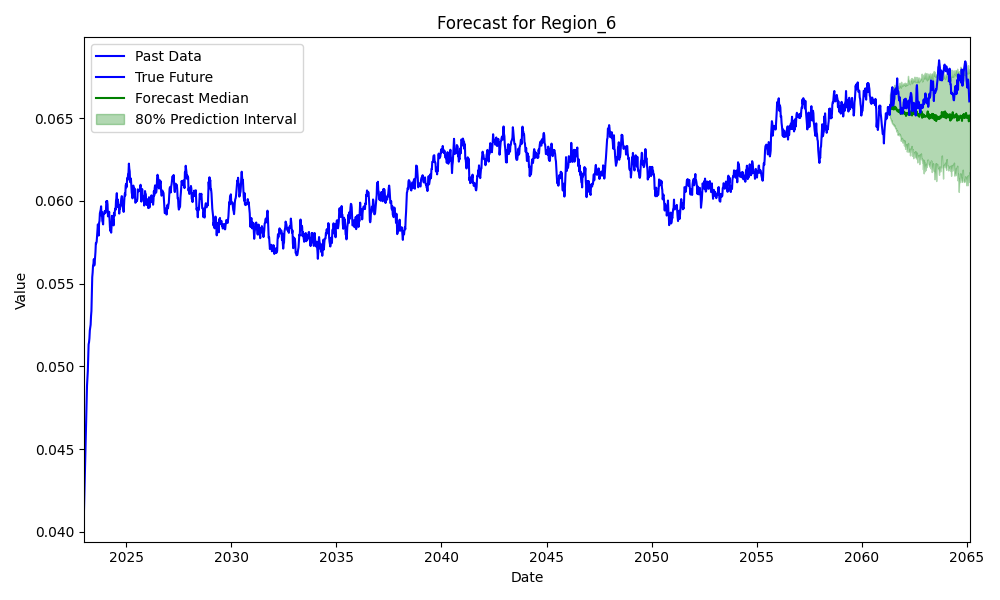 Forecast for Region_6
Past Data
True Future
Forecast Median
80% Prediction Interval
Value
0.065
0.060
0.055
0.050
0.045
0.040
2025 2030 2035 2040 2045 2050 2055 2060 2065
Date